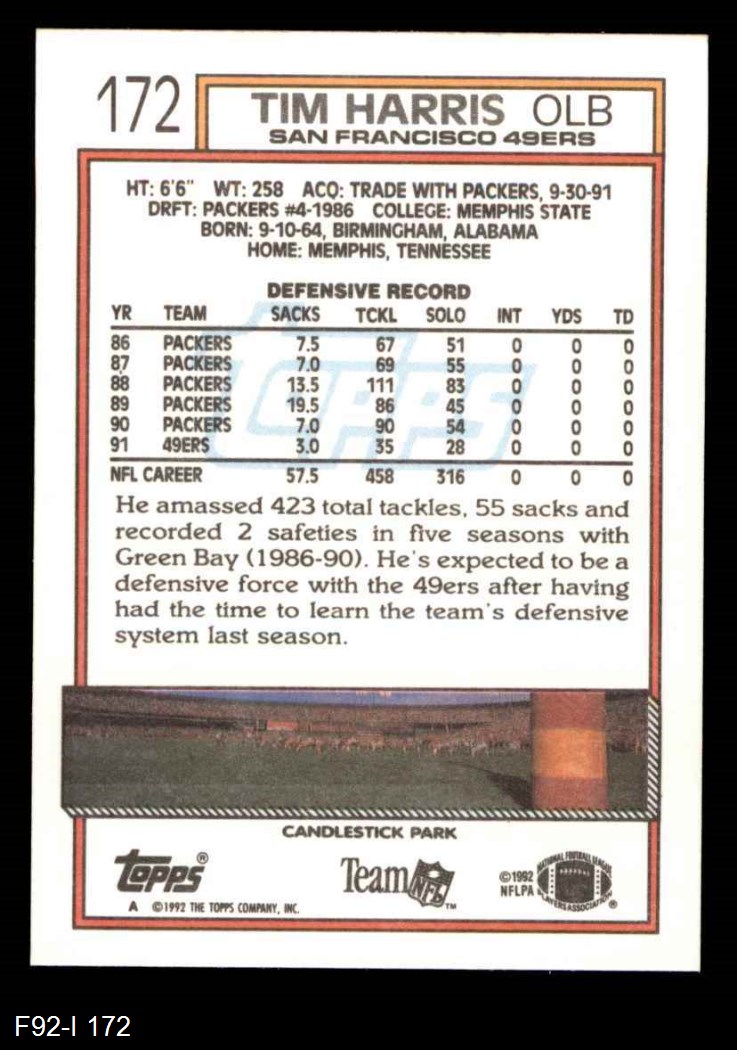 172
TIM HARRIS OLB
SAN FRANCISCO 49ERS
HT: 6'6" WT: 258 ACQ: TRADE WITH PACKERS, 9-30-91
DRFT: PACKERS #4-1986 COLLEGE: MEMPHIS STATE
BORN: 9-10-64, BIRMINGHAM, ALABAMA
HOME: MEMPHIS, TENNESSEE
DEFENSIVE RECORD
YR TEAM SACKS TCKL SOLO INT YDS TD
86 PACKERS 7.5 67 51 0 0 0
87 PACKERS 7.0 69 55 0 0 0
88 PACKERS 13.5 111 83 0 0 0
89 PACKERS 19.5 86 45 0 0 0
90 PACKERS 7.0 90 54 0 0 0
91 49ERS 3.0 35 28 0 0 0
NFL CAREER 57.5 458 316 0 0 0
TOPPS
He amassed 423 total tackles, 55 sacks and
recorded 2 safeties in five seasons with
Green Bay (1986-90). He's expected to be a
defensive force with the 49ers after having
had the time to learn the team's defensive
system last season.
CANDLESTICK PARK
TOPPS®
Team NFL™
©1992
NFLPA
NATIONAL FOOTBALL LEAGUE
PLAYERS ASSOCIATION ®
A ©1992 THE TOPPS COMPANY, INC.
F92-I 172